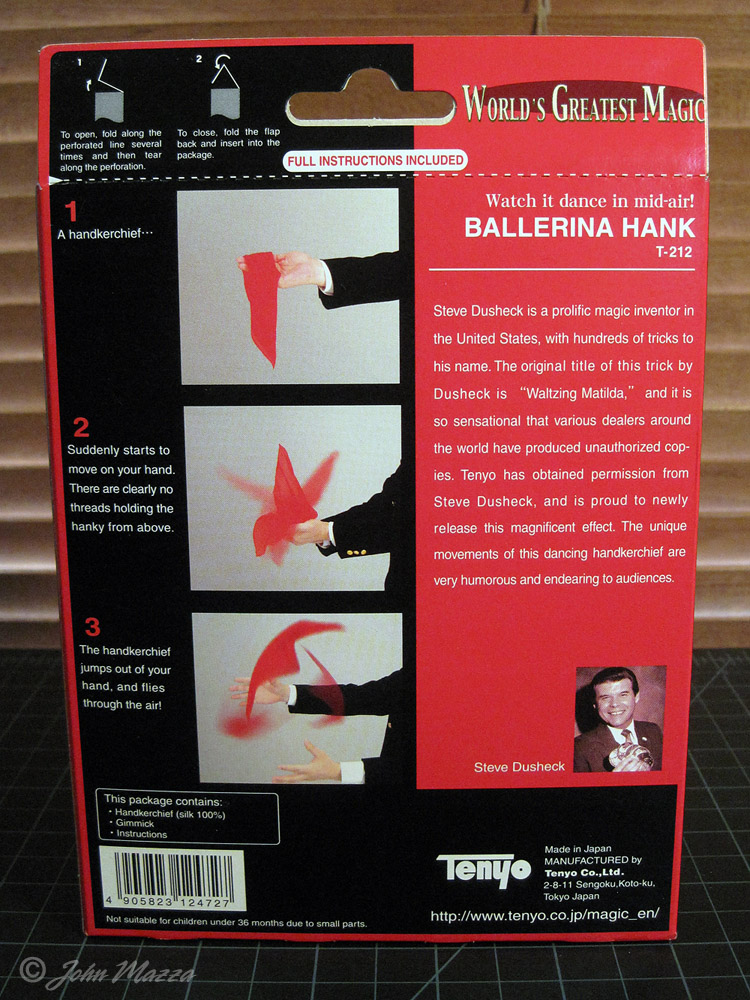 1
To open, fold along the
perforated line several
times and then tear
along the perforation.
2
To close, fold the flap
back and insert into the
package.
FULL INSTRUCTIONS INCLUDED
WORLD'S GREATEST MAGIC
1
A handkerchief···
2
Suddenly starts to
move on your hand.
There are clearly no
threads holding the
hanky from above.
3
The handkerchief
jumps out of your
hand, and flies
through the air!
Watch it dance in mid-air!
BALLERINA HANK
T-212
Steve Dusheck is a prolific magic inventor in
the United States, with hundreds of tricks to
his name. The original title of this trick by
Dusheck is “Waltzing Matilda,” and it is
so sensational that various dealers around
the world have produced unauthorized cop-
ies. Tenyo has obtained permission from
Steve Dusheck, and is proud to newly
release this magnificent effect. The unique
movements of this dancing handkerchief are
very humorous and endearing to audiences.
Steve Dusheck
This package contains:
・Handkerchief (silk 100%)
・Gimmick
・Instructions
4 905823 124727
Not suitable for children under 36 months due to small parts.
Tenyo
Made in Japan
MANUFACTURED by
Tenyo Co.,Ltd.
2-8-11 Sengoku,Koto-ku,
Tokyo Japan
http://www.tenyo.co.jp/magic_en/
© John Mazza